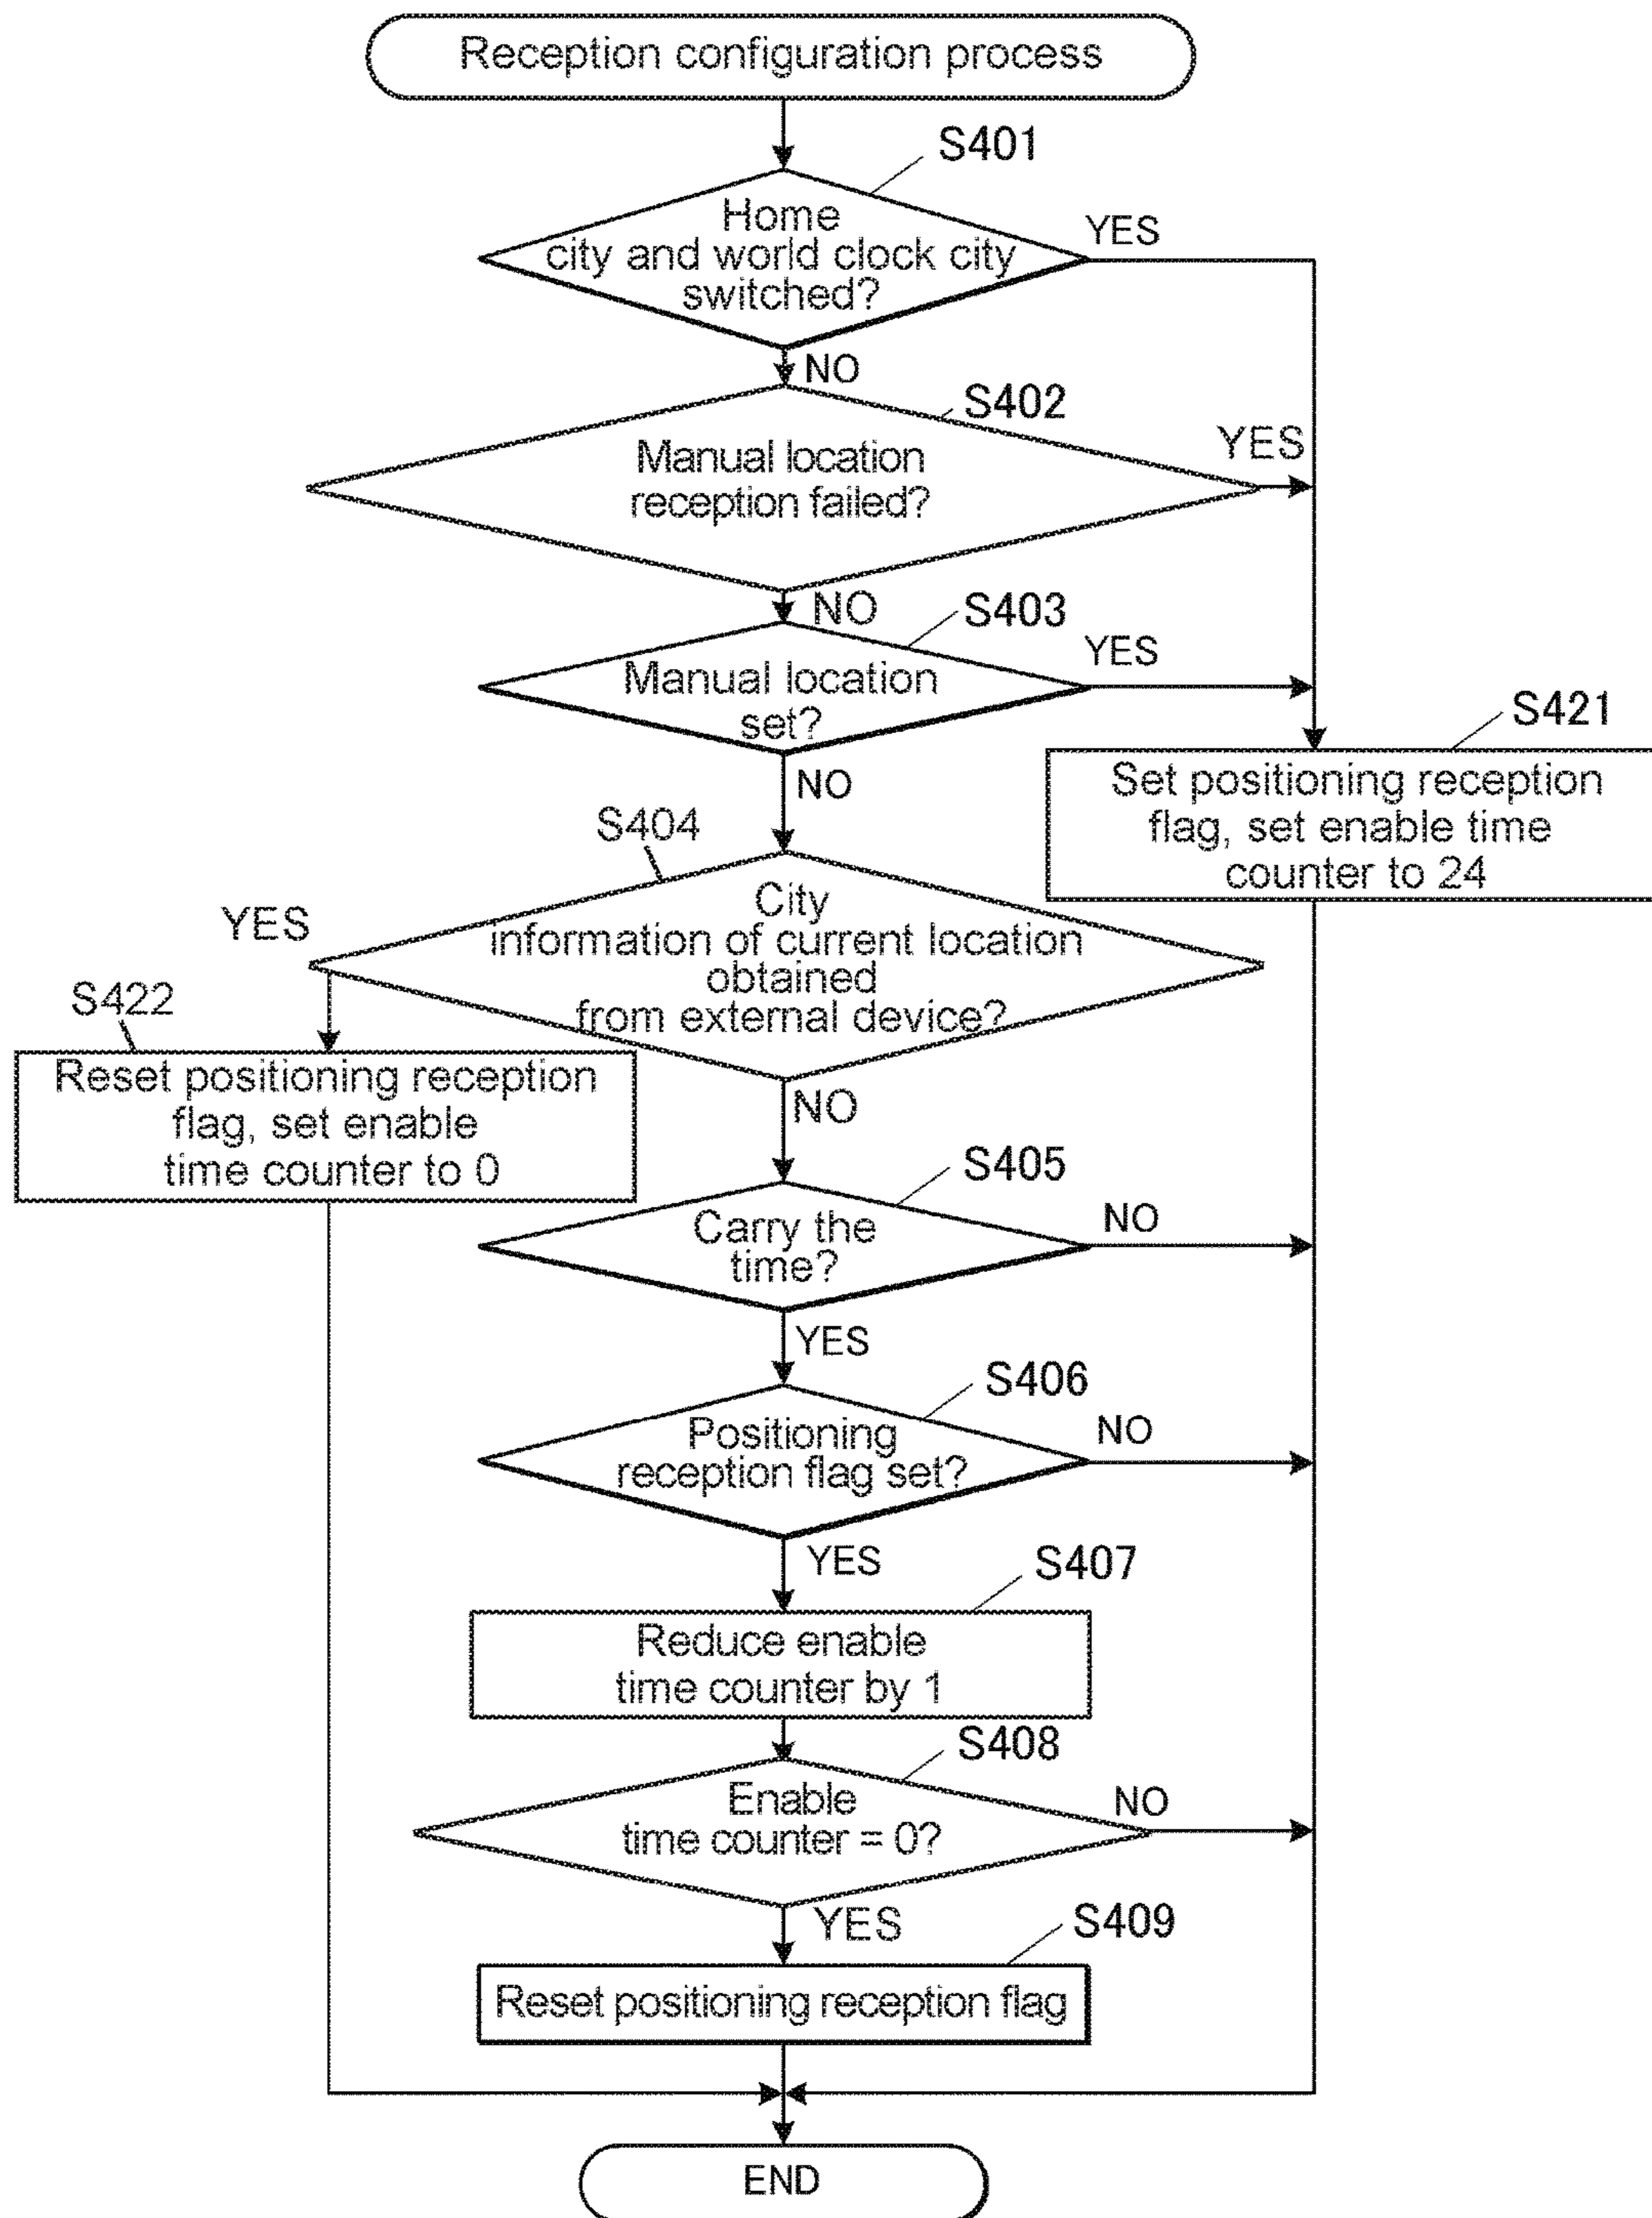 Reception configuration process
S401
Home
city and world clock city
switched?
YES
NO
S402
Manual location
reception failed?
YES
NO
S403
Manual location
set?
YES
NO
S421
Set positioning reception
flag, set enable time
counter to 24
S404
City
information of current location
obtained
from external device?
YES
S422
Reset positioning reception
flag, set enable
time counter to 0
NO
S405
Carry the
time?
NO
YES
S406
Positioning
reception flag set?
NO
YES
S407
Reduce enable
time counter by 1
S408
Enable
time counter = 0?
NO
YES
S409
Reset positioning reception flag
END